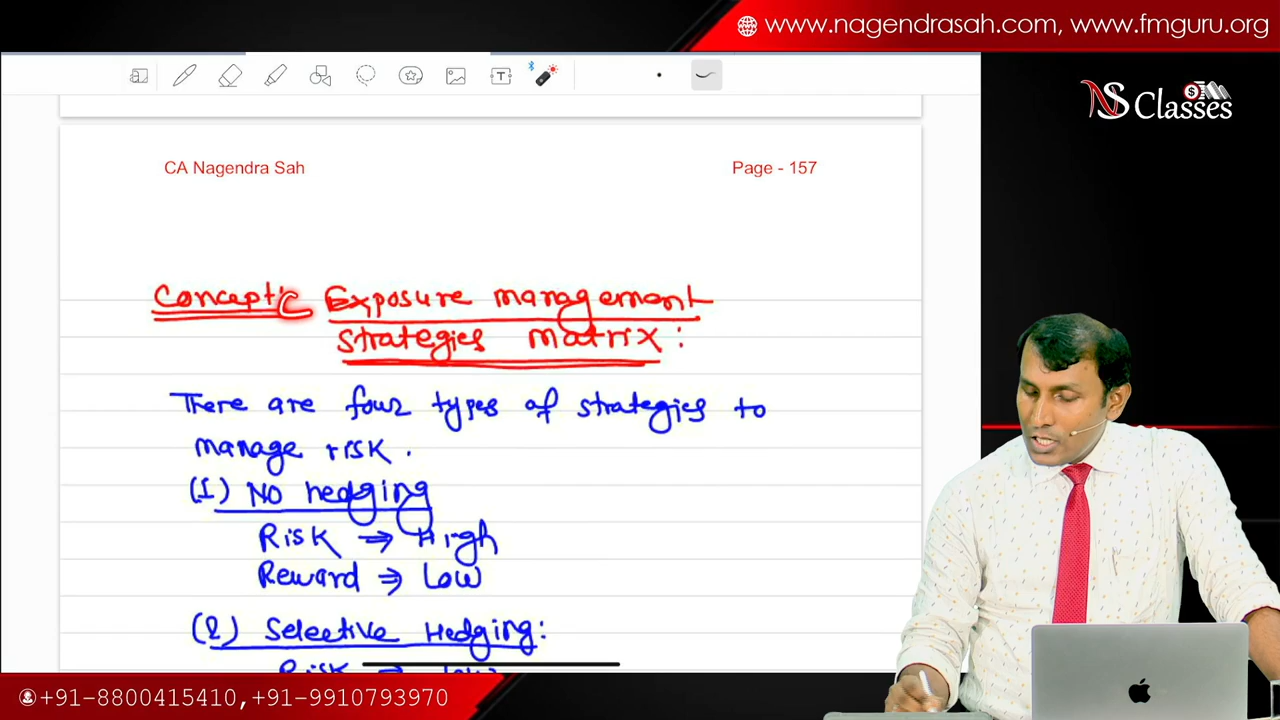 www.nagendrasah.com, www.fmguru.org
NS Classes
CA Nagendra Sah
Page - 157
Concept: Exposure management
strategies matrix:
There are four types of strategies to
manage risk.
(1) No hedging
Risk → High
Reward ⇒ Low
(2) Selective Hedging:
Risk → Low
+91-8800415410,+91-9910793970